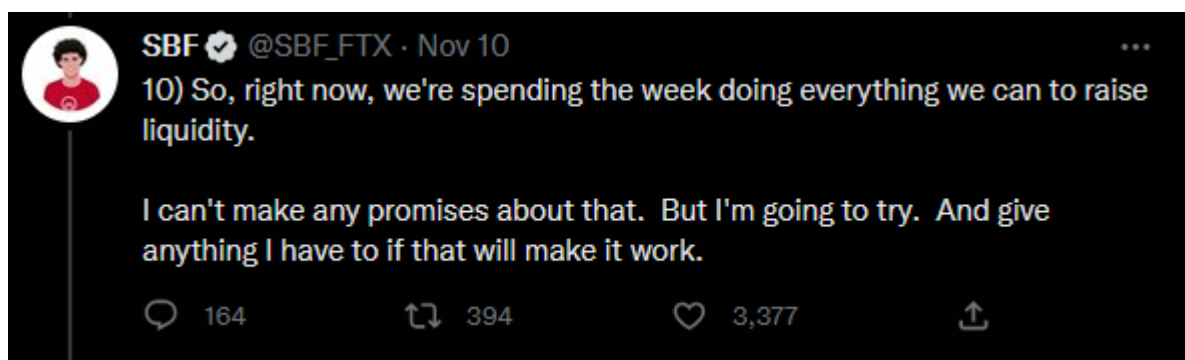 SBF @SBF_FTX · Nov 10
10) So, right now, we're spending the week doing everything we can to raise
liquidity.
I can't make any promises about that.  But I'm going to try.  And give
anything I have to if that will make it work.
164 394 3,377